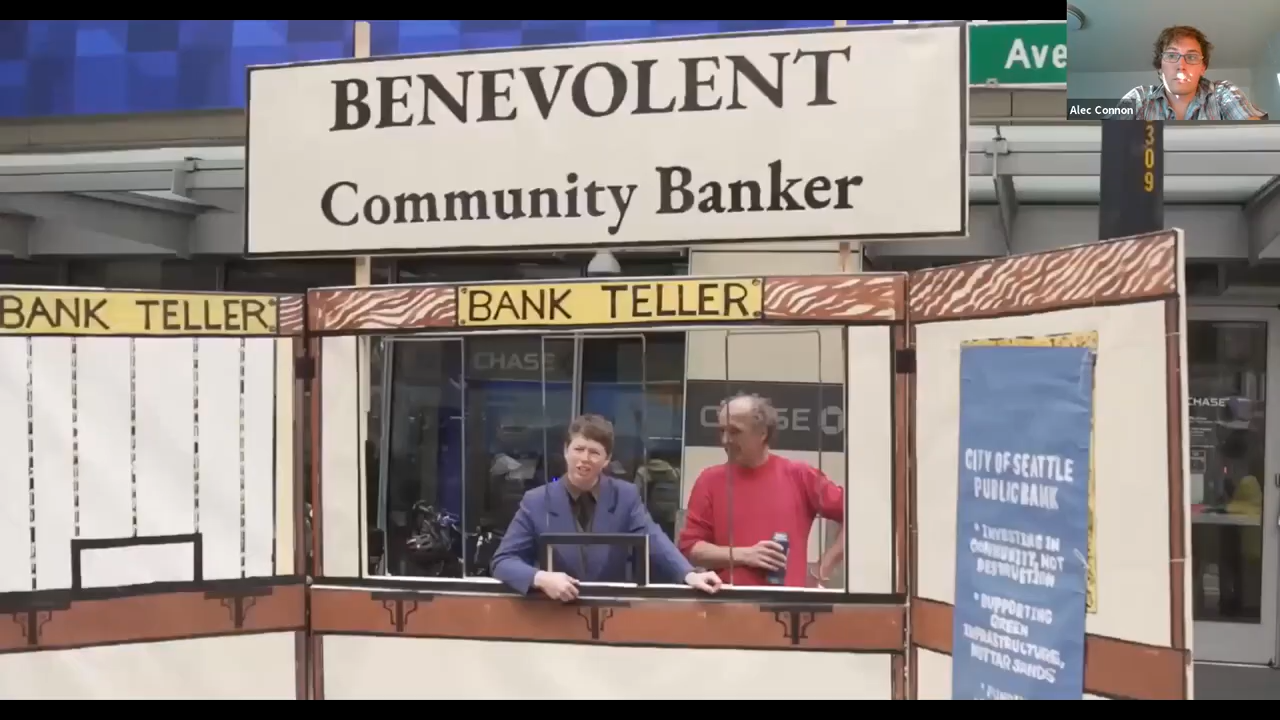 BENEVOLENT
Community Banker
Ave
Alec Connon
309
BANK TELLER
BANK TELLER
CHASE
CHASE
CHASE
CITY OF SEATTLE
PUBLIC BANK
* INVESTING IN
COMMUNITY, NOT
DESTRUCTION
* SUPPORTING
GREEN
INFRASTRUCTURE,
NOT TAR SANDS